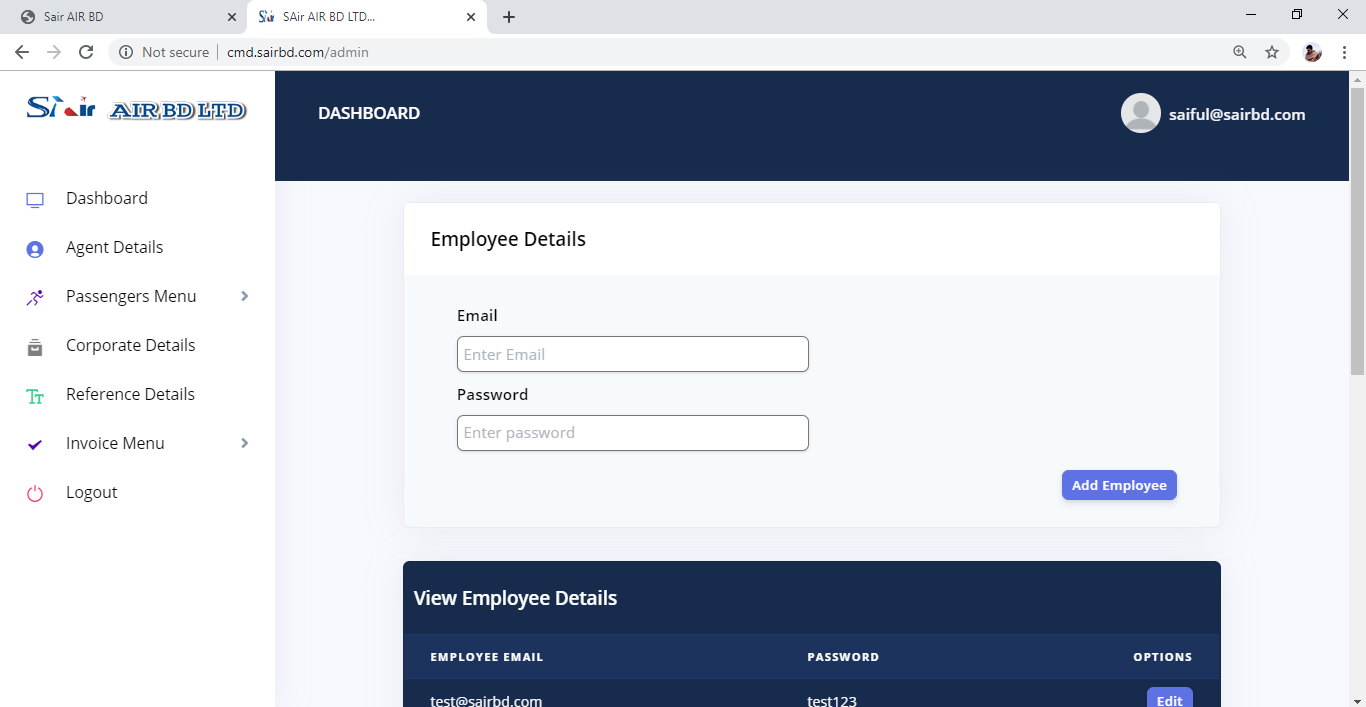 Sair AIR BD
SAir AIR BD LTD...
Not secure
cmd.sairbd.com/admin
SAir AIR BD LTD
DASHBOARD
saiful@sairbd.com
Dashboard
Agent Details
Passengers Menu
Corporate Details
Reference Details
Invoice Menu
Logout
Employee Details
Email
Enter Email
Password
Enter password
Add Employee
View Employee Details
EMPLOYEE EMAIL PASSWORD OPTIONS
test@sairbd.com test123 Edit